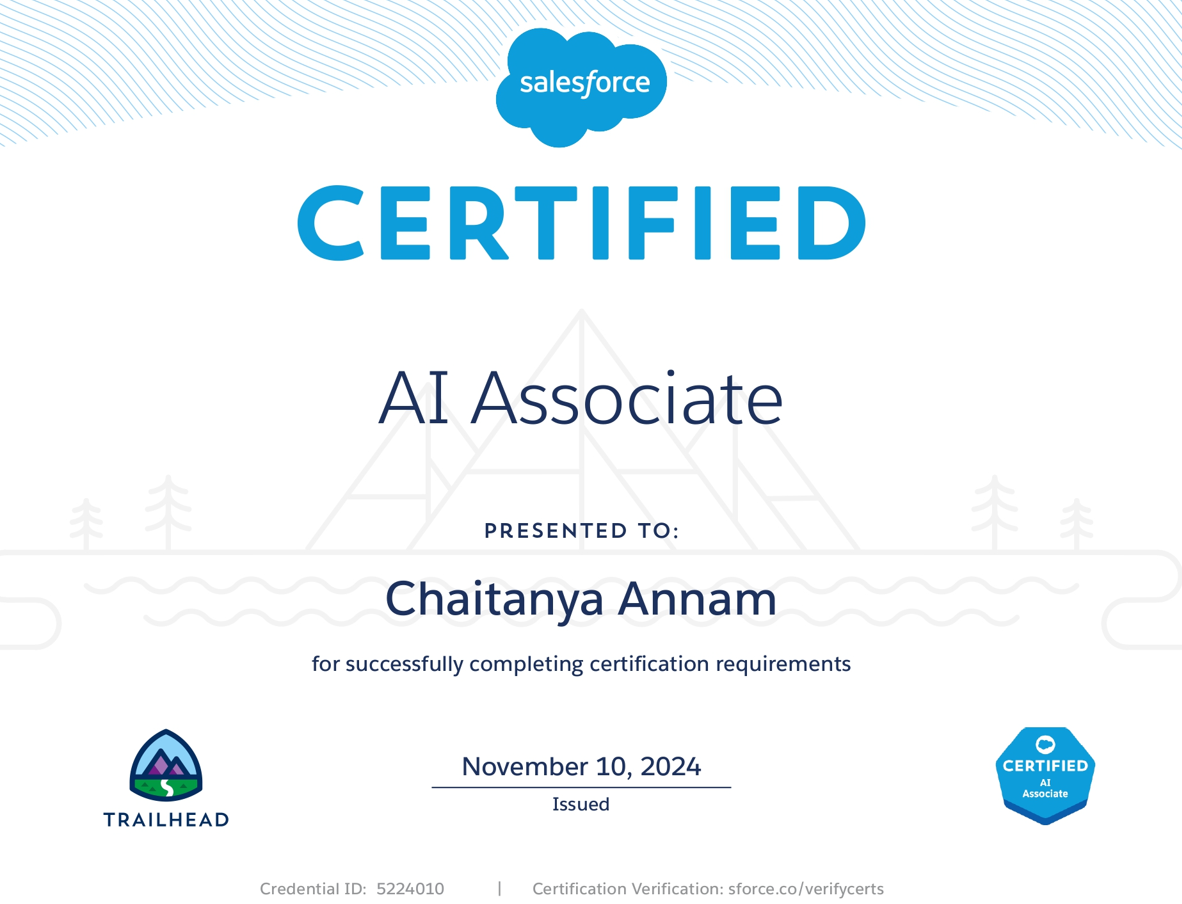 salesforce
CERTIFIED
AI Associate
PRESENTED TO:
Chaitanya Annam
for successfully completing certification requirements
November 10, 2024
Issued
TRAILHEAD
CERTIFIED
AI
Associate
Credential ID: 5224010 | Certification Verification: sforce.co/verifycerts